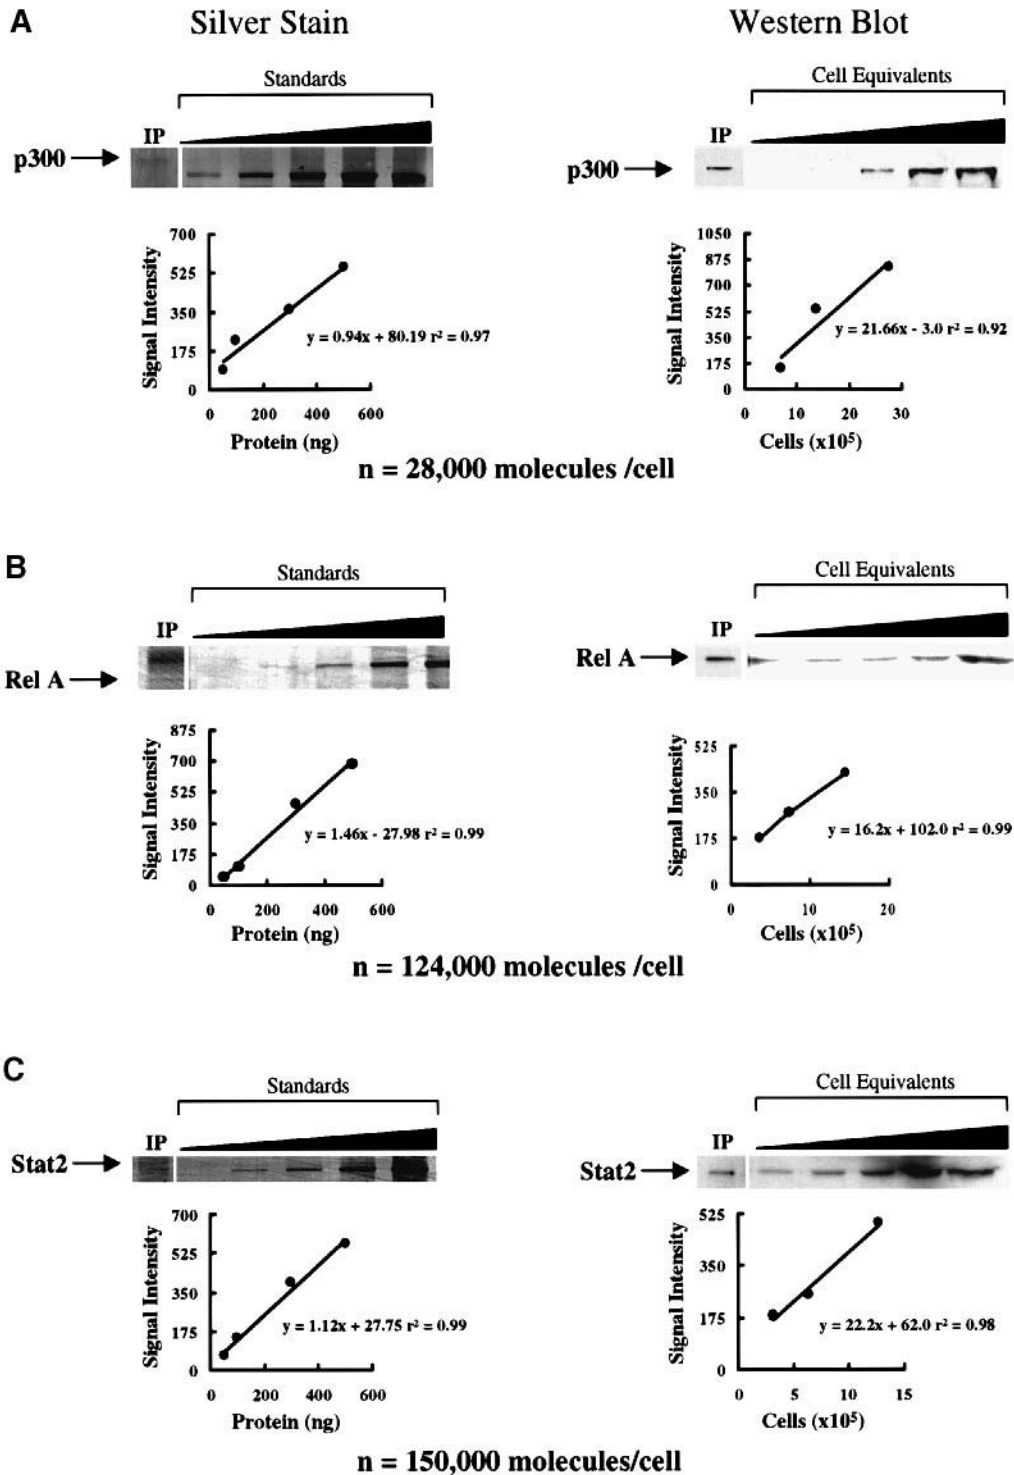 A
Silver Stain
Western Blot
Standards
Cell Equivalents
IP
IP
p300
p300
700
525
350
175
0
Signal Intensity
y = 0.94x + 80.19 r² = 0.97
0 200 400 600
Protein (ng)
1050
875
700
525
350
175
0
Signal Intensity
y = 21.66x - 3.0 r² = 0.92
0 10 20 30
Cells (x10⁵)
n = 28,000 molecules /cell
B
Standards
Cell Equivalents
IP
IP
Rel A
Rel A
875
700
525
350
175
0
Signal Intensity
y = 1.46x - 27.98 r² = 0.99
0 200 400 600
Protein (ng)
525
350
175
0
Signal Intensity
y = 16.2x + 102.0 r² = 0.99
0 10 20
Cells (x10⁵)
n = 124,000 molecules /cell
C
Standards
Cell Equivalents
IP
IP
Stat2
Stat2
700
525
350
175
0
Signal Intensity
y = 1.12x + 27.75 r² = 0.99
0 200 400 600
Protein (ng)
525
350
175
0
Signal Intensity
y = 22.2x + 62.0 r² = 0.98
0 5 10 15
Cells (x10⁵)
n = 150,000 molecules/cell